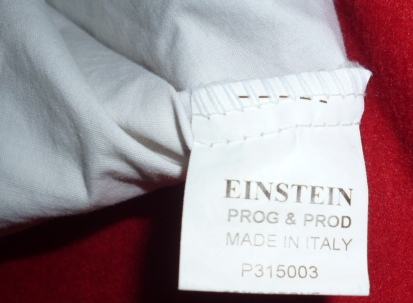 EINSTEIN
PROG & PROD
MADE IN ITALY
P315003